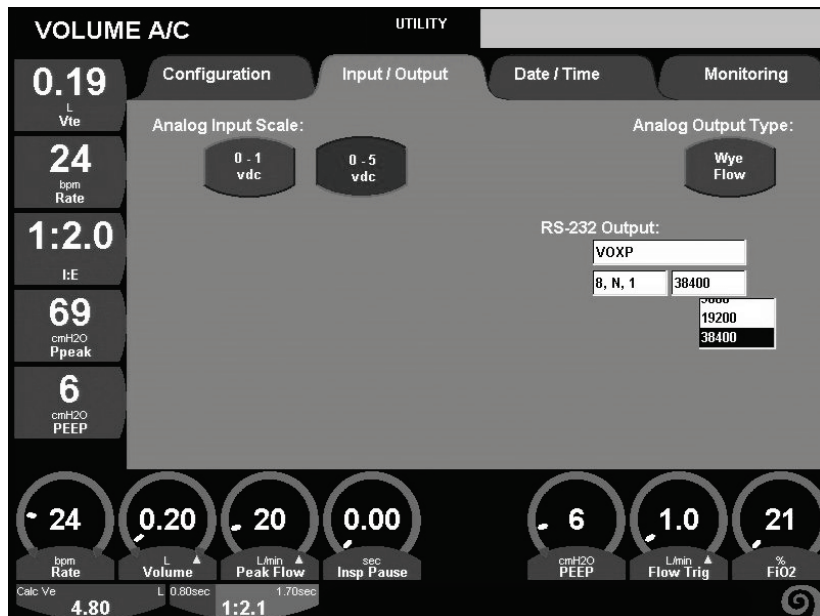 VOLUME A/C
UTILITY
Configuration
Input / Output
Date / Time
Monitoring
0.19
L
Vte
24
bpm
Rate
1:2.0
I:E
69
cmH2O
Ppeak
6
cmH2O
PEEP
Analog Input Scale:
0 - 1
vdc
0 - 5
vdc
Analog Output Type:
Wye
Flow
RS-232 Output:
VOXP
8, N, 1
38400
19200
38400
24
bpm
Rate
0.20
L
Volume
20
L/min
Peak Flow
0.00
sec
Insp Pause
6
cmH2O
PEEP
1.0
L/min
Flow Trig
21
%
FiO2
Calc Ve
L
4.80
0.80sec
1.70sec
1:2.1